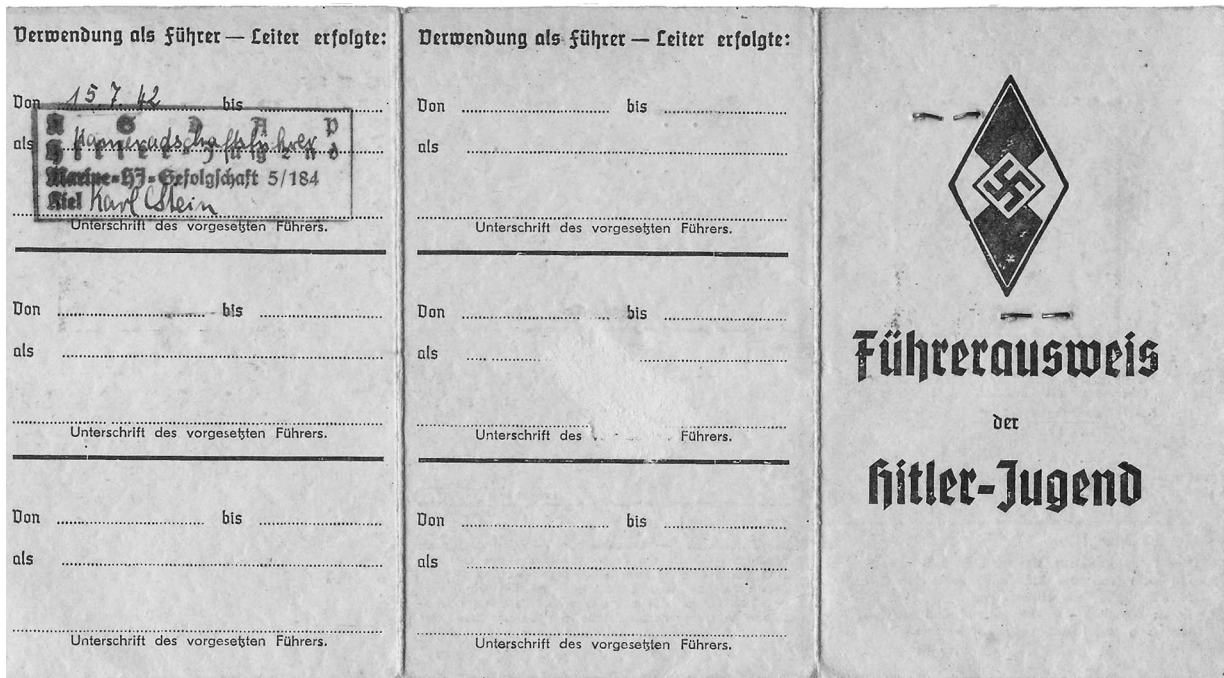 Verwendung als Führer — Leiter erfolgte:
Von 15.7.42 bis
N S D A P
als Kameradschaftsführer
Hitler-Jugend
Marine-HJ-Gefolgschaft 5/184
Kiel Karl Stein
Unterschrift des vorgesetzten Führers.
Von bis
als
Unterschrift des vorgesetzten Führers.
Von bis
als
Unterschrift des vorgesetzten Führers.
Verwendung als Führer — Leiter erfolgte:
Von bis
als
Unterschrift des vorgesetzten Führers.
Von bis
als
Unterschrift des Führers.
Von bis
als
Unterschrift des vorgesetzten Führers.
Führerausweis
der
Hitler-Jugend